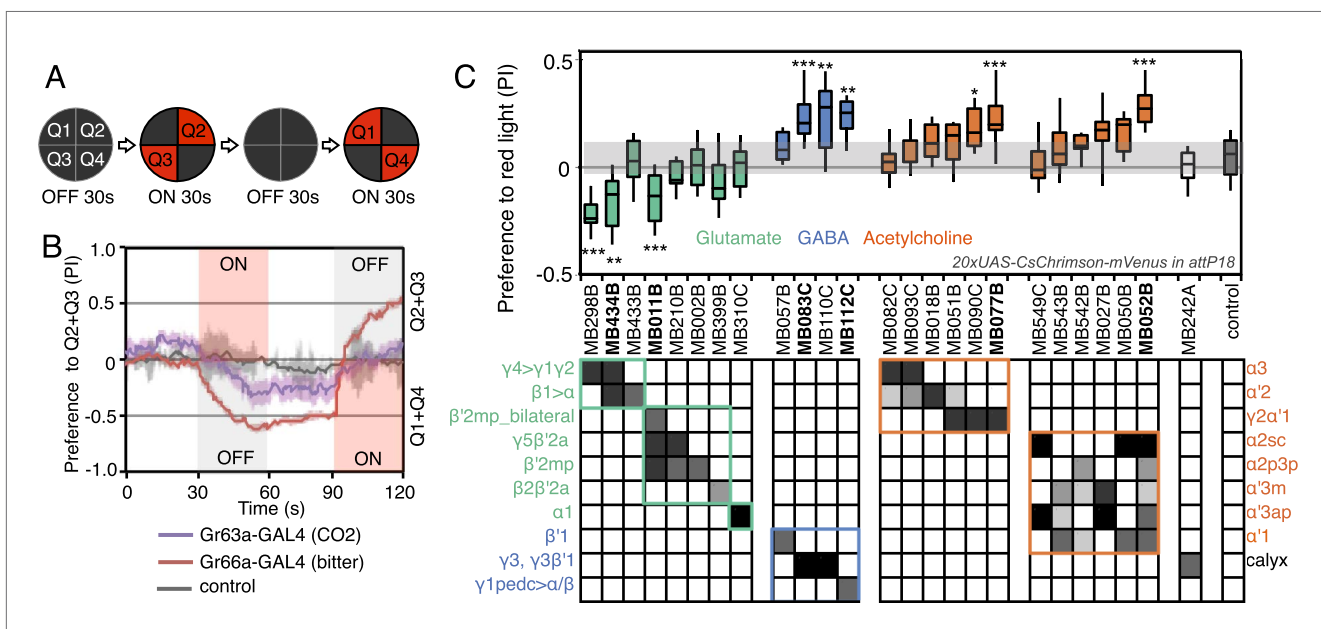 A
Q1 Q2
Q3 Q4
OFF 30s
Q2
Q3
ON 30s
OFF 30s
Q1
Q4
ON 30s
B
Preference to Q2+Q3 (PI)
1.0
0.5
0
-0.5
-1.0
ON
OFF
OFF
ON
Q2+Q3
Q1+Q4
0 30 60 90 120
Time (s)
Gr63a-GAL4 (CO2)
Gr66a-GAL4 (bitter)
control
C
Preference to red light (PI)
0.5
0
-0.5
*** ** *** *** ** ** * *** ***
Glutamate GABA Acetylcholine
20xUAS-CsChrimson-mVenus in attP18
MB298B
MB434B
MB433B
MB011B
MB210B
MB002B
MB399B
MB310C
MB057B
MB083C
MB110C
MB112C
MB082C
MB093C
MB018B
MB051B
MB090C
MB077B
MB549C
MB543B
MB542B
MB027B
MB050B
MB052B
MB242A
control
γ4>γ1γ2
β1>α
β'2mp_bilateral
γ5β'2a
β'2mp
β2β'2a
α1
β'1
γ3, γ3β'1
γ1pedc>α/β
α3
α'2
γ2α'1
α2sc
α2p3p
α'3m
α'3ap
α'1
calyx